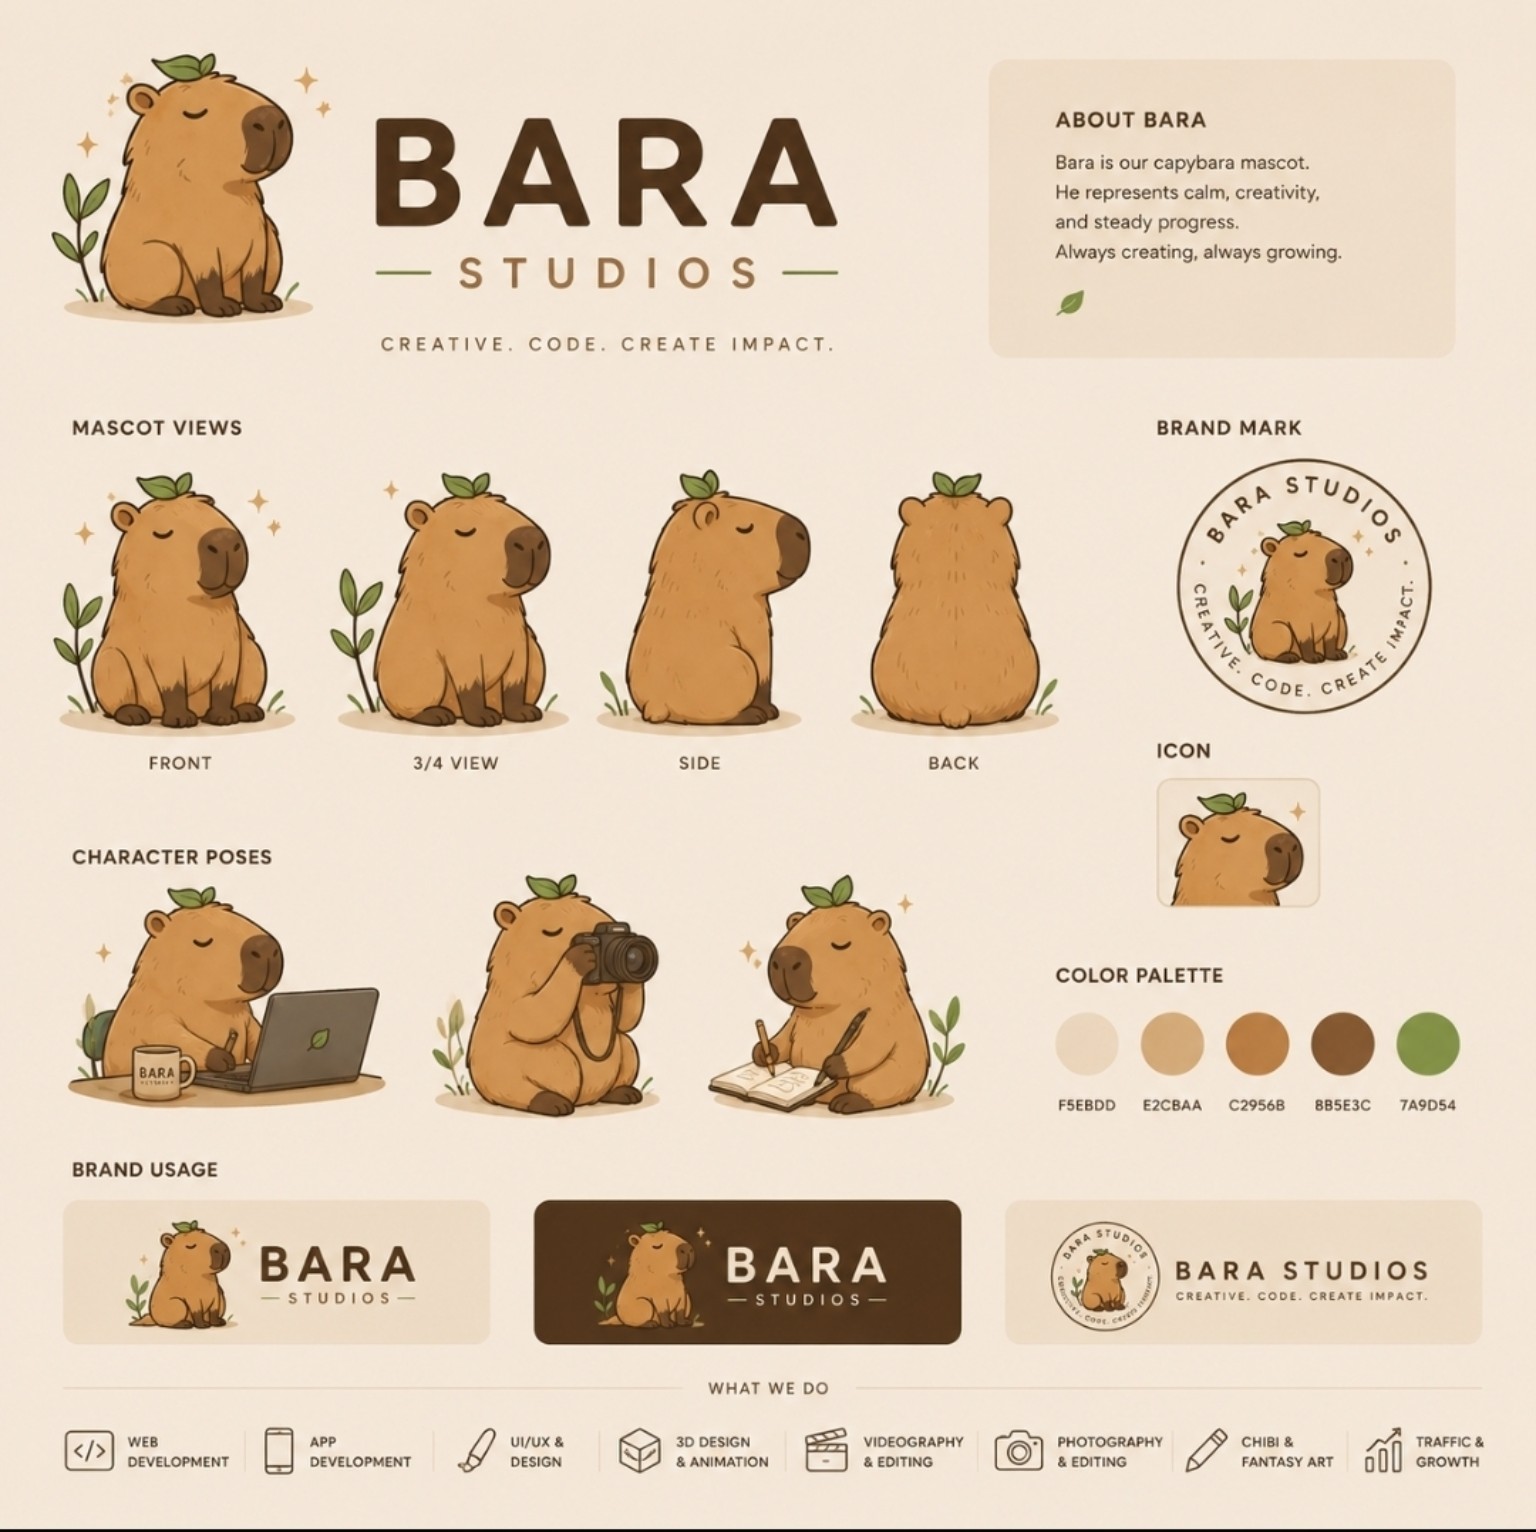 BARA
STUDIOS
CREATIVE. CODE. CREATE IMPACT.
ABOUT BARA
Bara is our capybara mascot.
He represents calm, creativity,
and steady progress.
Always creating, always growing.
MASCOT VIEWS
FRONT
3/4 VIEW
SIDE
BACK
BRAND MARK
BARA STUDIOS
CREATIVE. CODE. CREATE IMPACT.
ICON
CHARACTER POSES
BARA
COLOR PALETTE
F5EBDD
E2CBAA
C2956B
8B5E3C
7A9D54
BRAND USAGE
BARA
STUDIOS
BARA
STUDIOS
BARA STUDIOS
BARA STUDIOS
CREATIVE. CODE. CREATE IMPACT.
WHAT WE DO
WEB
DEVELOPMENT
APP
DEVELOPMENT
UI/UX &
DESIGN
3D DESIGN
& ANIMATION
VIDEOGRAPHY
& EDITING
PHOTOGRAPHY
& EDITING
CHIBI &
FANTASY ART
TRAFFIC &
GROWTH